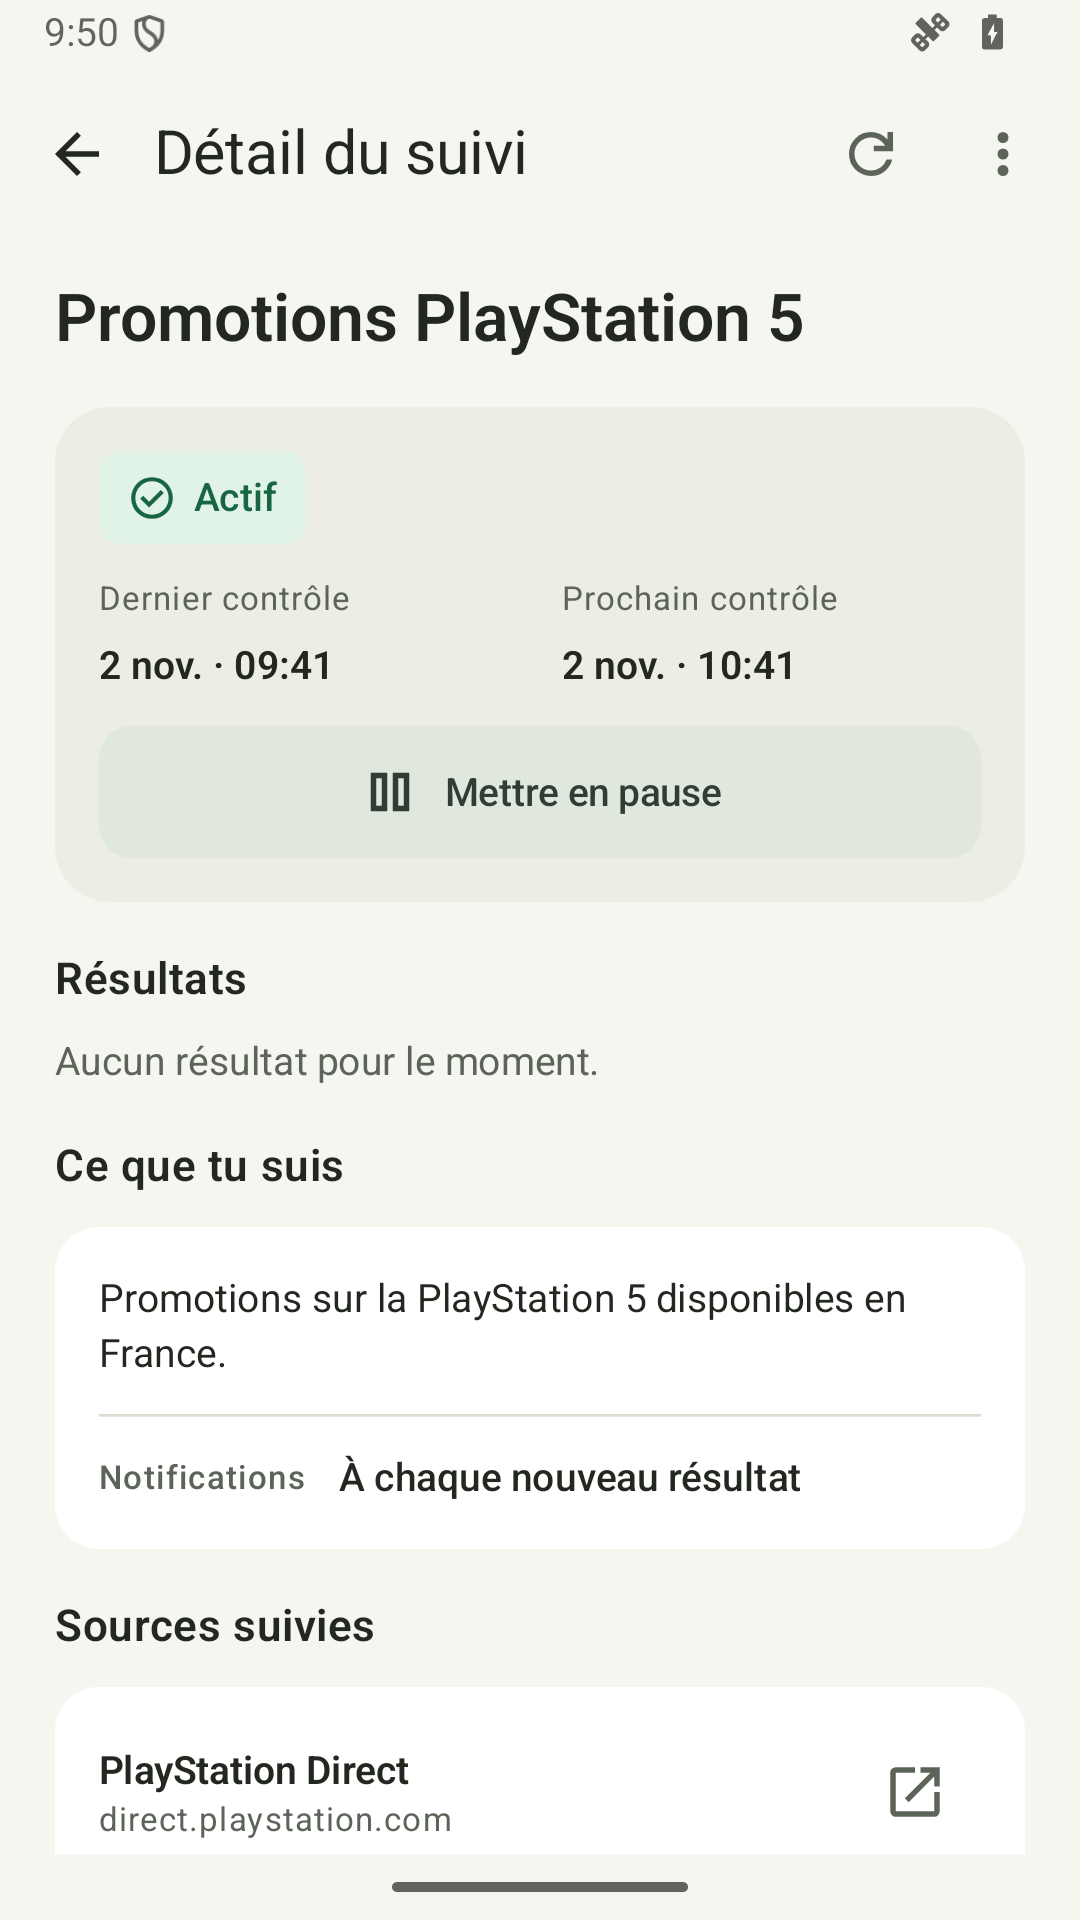 9:50
Détail du suivi
Promotions PlayStation 5
Actif
Dernier contrôle
Prochain contrôle
2 nov. · 09:41
2 nov. · 10:41
Mettre en pause
Résultats
Aucun résultat pour le moment.
Ce que tu suis
Promotions sur la PlayStation 5 disponibles en
France.
Notifications À chaque nouveau résultat
Sources suivies
PlayStation Direct
direct.playstation.com